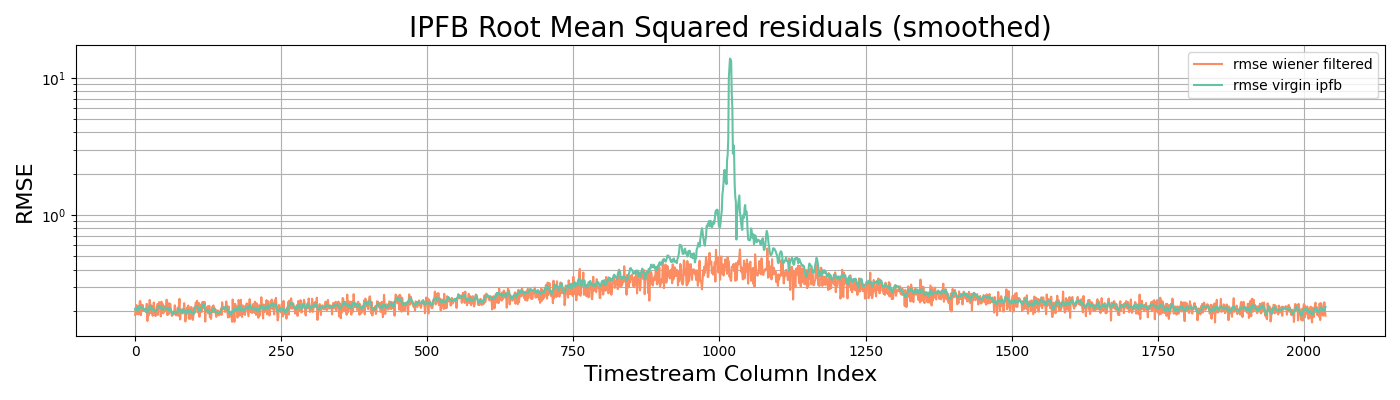 IPFB Root Mean Squared residuals (smoothed)
rmse wiener filtered
rmse virgin ipfb
RMSE
10¹
10⁰
0
250
500
750
1000
1250
1500
1750
2000
Timestream Column Index